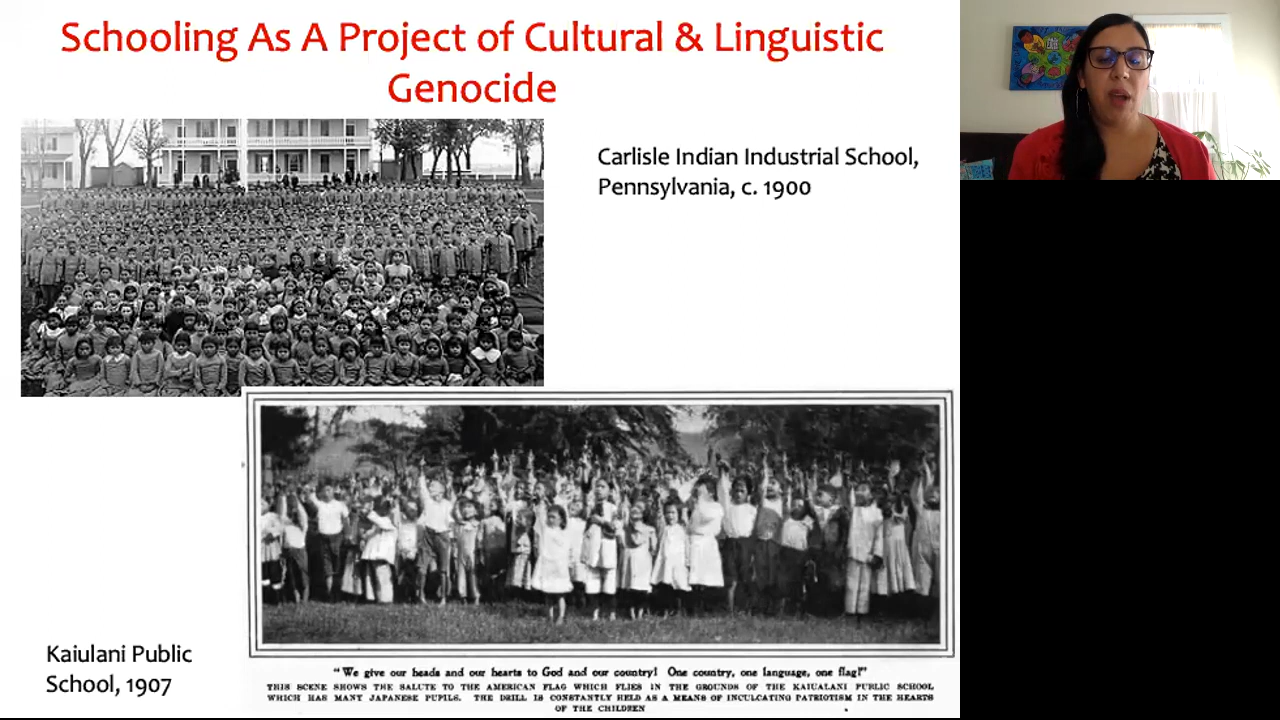 Schooling As A Project of Cultural & Linguistic
Genocide
Carlisle Indian Industrial School,
Pennsylvania, c. 1900
Kaiulani Public
School, 1907
"We give our heads and our hearts to God and our country! One country, one language, one flag!"
THIS SCENE SHOWS THE SALUTE TO THE AMERICAN FLAG WHICH FLIES IN THE GROUNDS OF THE KAIUALANI PUBLIC SCHOOL
WHICH HAS MANY JAPANESE PUPILS. THE DRILL IS CONSTANTLY HELD AS A MEANS OF INCULCATING PATRIOTISM IN THE HEARTS
OF THE CHILDREN